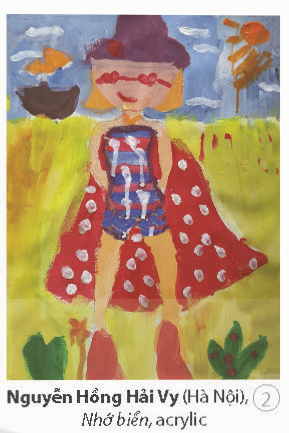 Nguyễn Hồng Hải Vy (Hà Nội), 2
Nhớ biển, acrylic